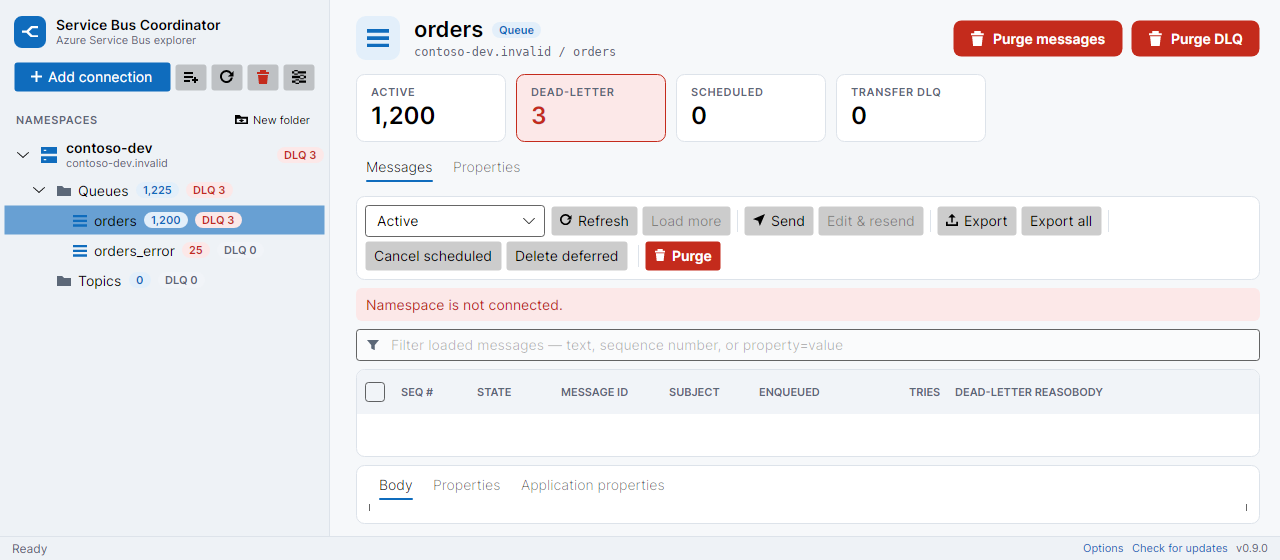 Service Bus Coordinator
Azure Service Bus explorer
Add connection
NAMESPACES
New folder
contoso-dev
contoso-dev.invalid
DLQ 3
Queues 1,225 DLQ 3
orders 1,200 DLQ 3
orders_error 25 DLQ 0
Topics 0 DLQ 0
orders Queue
contoso-dev.invalid / orders
Purge messages
Purge DLQ
ACTIVE
1,200
DEAD-LETTER
3
SCHEDULED
0
TRANSFER DLQ
0
Messages Properties
Active Refresh Load more Send Edit & resend Export Export all
Cancel scheduled Delete deferred Purge
Namespace is not connected.
Filter loaded messages — text, sequence number, or property=value
SEQ # STATE MESSAGE ID SUBJECT ENQUEUED TRIES DEAD-LETTER REASOBODY
Body Properties Application properties
Ready
Options Check for updates v0.9.0